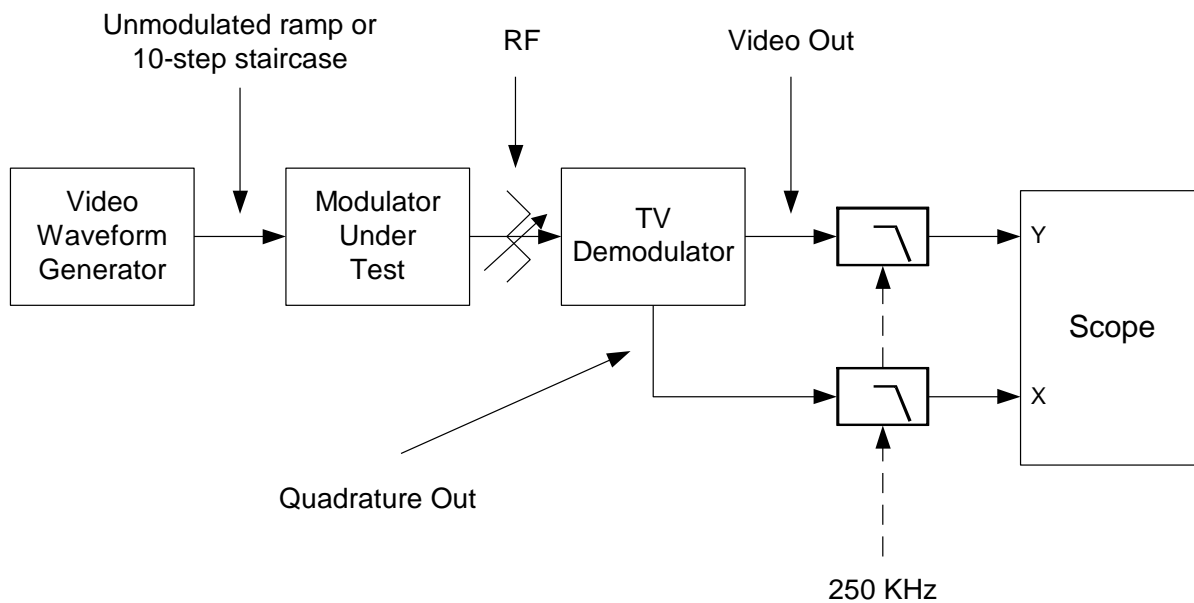 Unmodulated ramp or
10-step staircase
RF
Video Out
Video
Waveform
Generator
Modulator
Under
Test
TV
Demodulator
Y
Scope
X
Quadrature Out
250 KHz